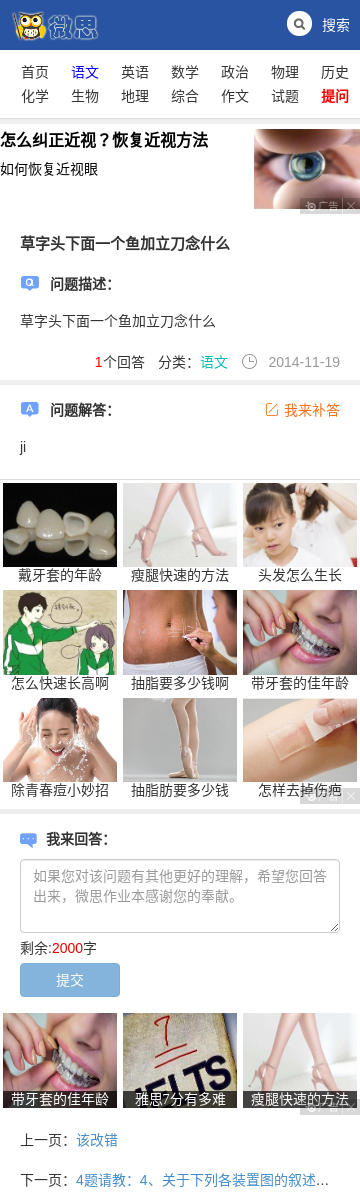 微思 搜索
首页 语文 英语 数学 政治 物理 历史
化学 生物 地理 综合 作文 试题 提问
怎么纠正近视？恢复近视方法
如何恢复近视眼
广告
草字头下面一个鱼加立刀念什么
Q 问题描述：
草字头下面一个鱼加立刀念什么
1个回答 分类：语文 2014-11-19
A 问题解答： 我来补答
ji
戴牙套的年龄 瘦腿快速的方法 头发怎么生长
怎么快速长高啊 抽脂要多少钱啊 带牙套的佳年龄
除青春痘小妙招 抽脂肪要多少钱 怎样去掉伤疤
广告
我来回答：
如果您对该问题有其他更好的理解，希望您回答
出来，微思作业本感谢您的奉献。
剩余:2000字
提交
7
IELTS
带牙套的佳年龄 雅思7分有多难 瘦腿快速的方法
广告
上一页：该改错
下一页：4题请教：4、关于下列各装置图的叙述...